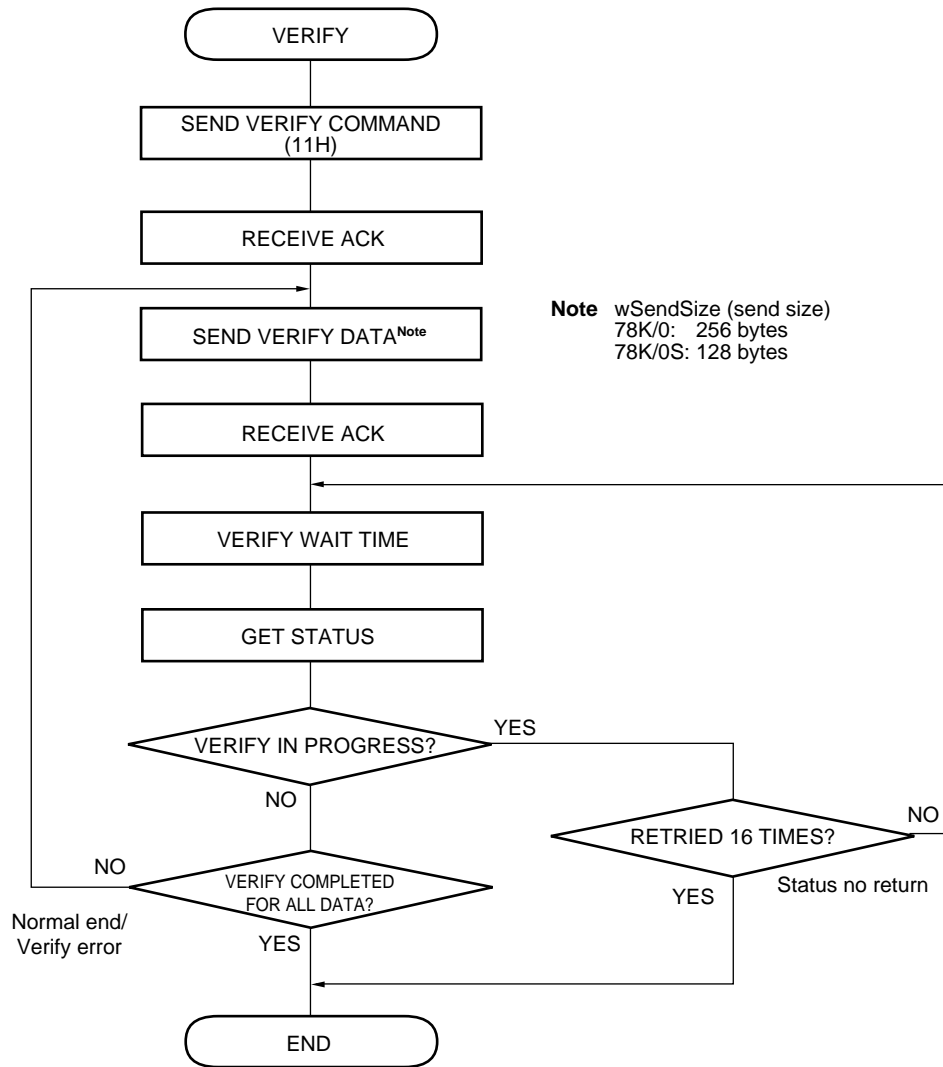 VERIFY
SEND VERIFY COMMAND
(11H)
RECEIVE ACK
SEND VERIFY DATANote
Note wSendSize (send size)
78K/0: 256 bytes
78K/0S: 128 bytes
RECEIVE ACK
VERIFY WAIT TIME
GET STATUS
VERIFY IN PROGRESS?
YES
NO
RETRIED 16 TIMES?
NO
YES
Status no return
VERIFY COMPLETED
FOR ALL DATA?
NO
Normal end/
Verify error
YES
END